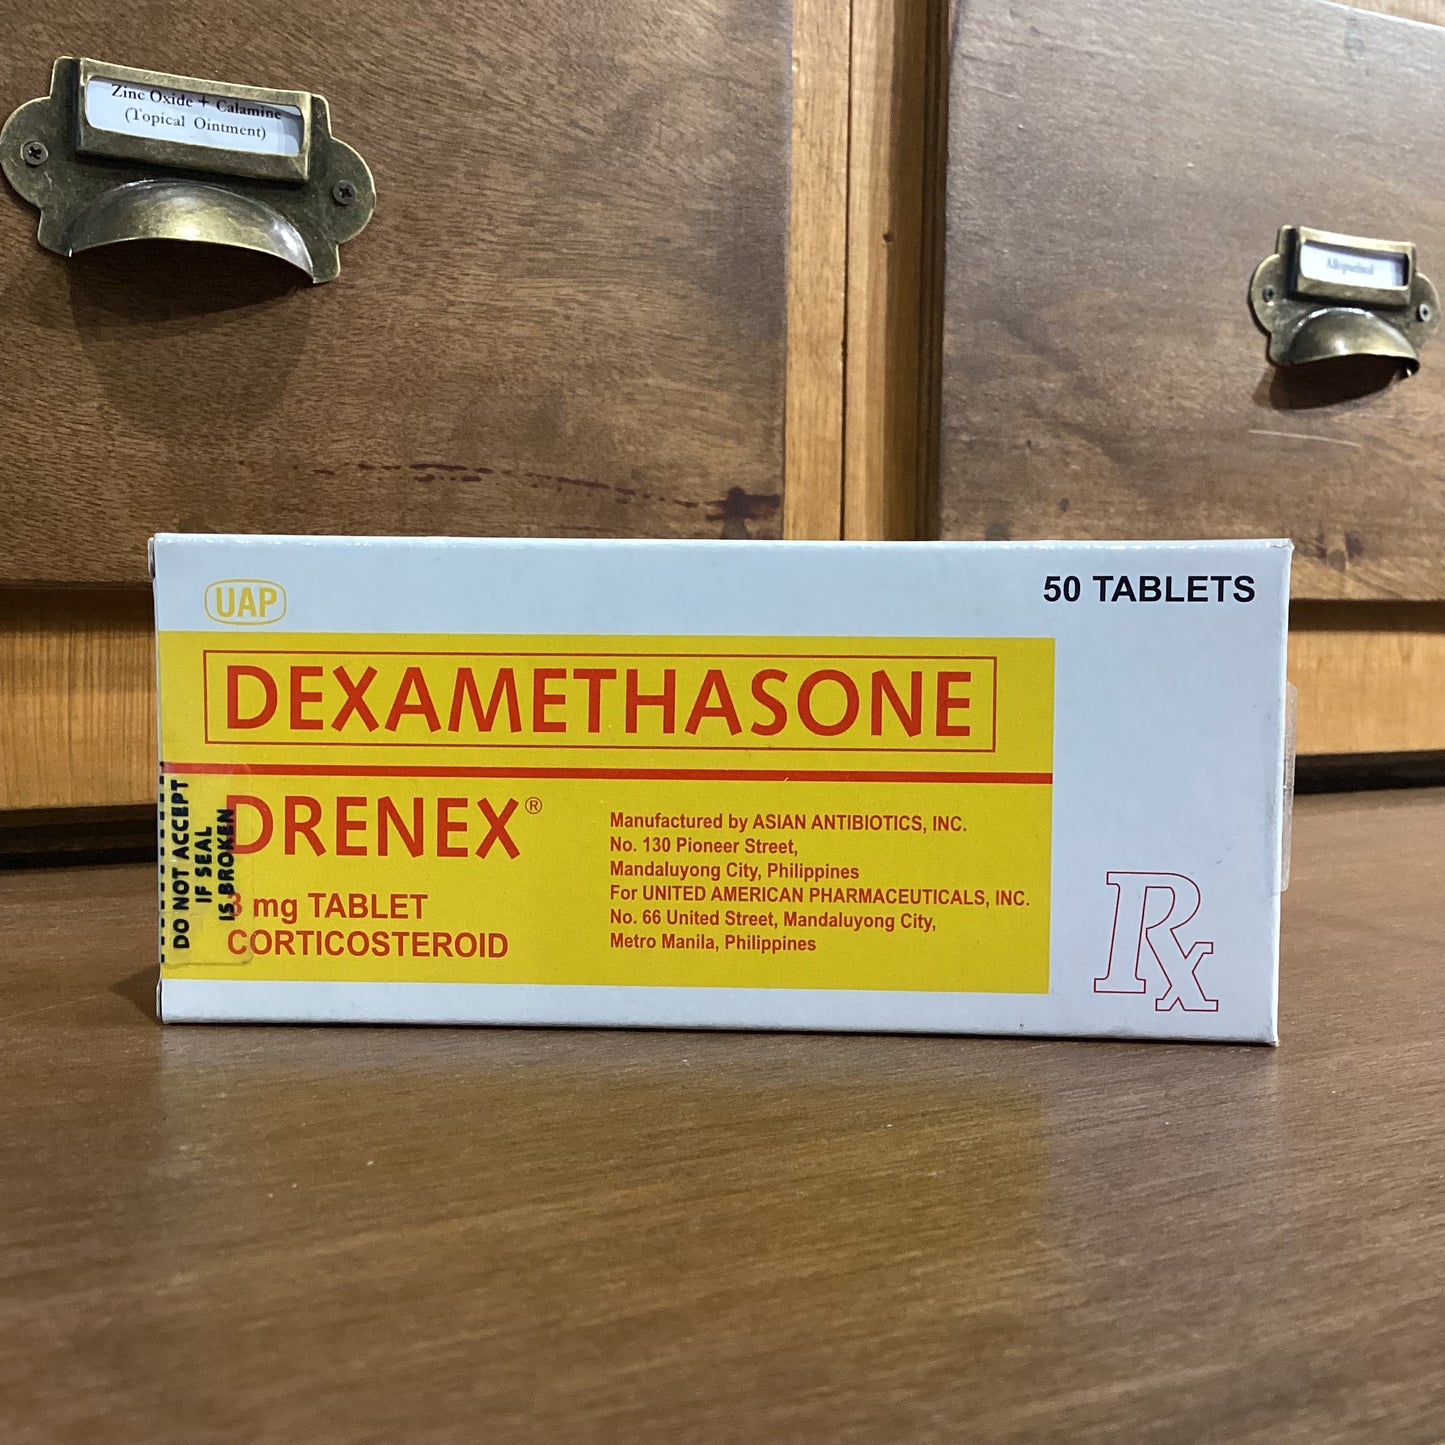 Zinc Oxide + Calamine
(Topical Ointment)
Allopurinol
UAP
50 TABLETS
DEXAMETHASONE
DRENEX®
3 mg TABLET
CORTICOSTEROID
Manufactured by ASIAN ANTIBIOTICS, INC.
No. 130 Pioneer Street,
Mandaluyong City, Philippines
For UNITED AMERICAN PHARMACEUTICALS, INC.
No. 66 United Street, Mandaluyong City,
Metro Manila, Philippines
DO NOT ACCEPT
IF SEAL
IS BROKEN
Rx